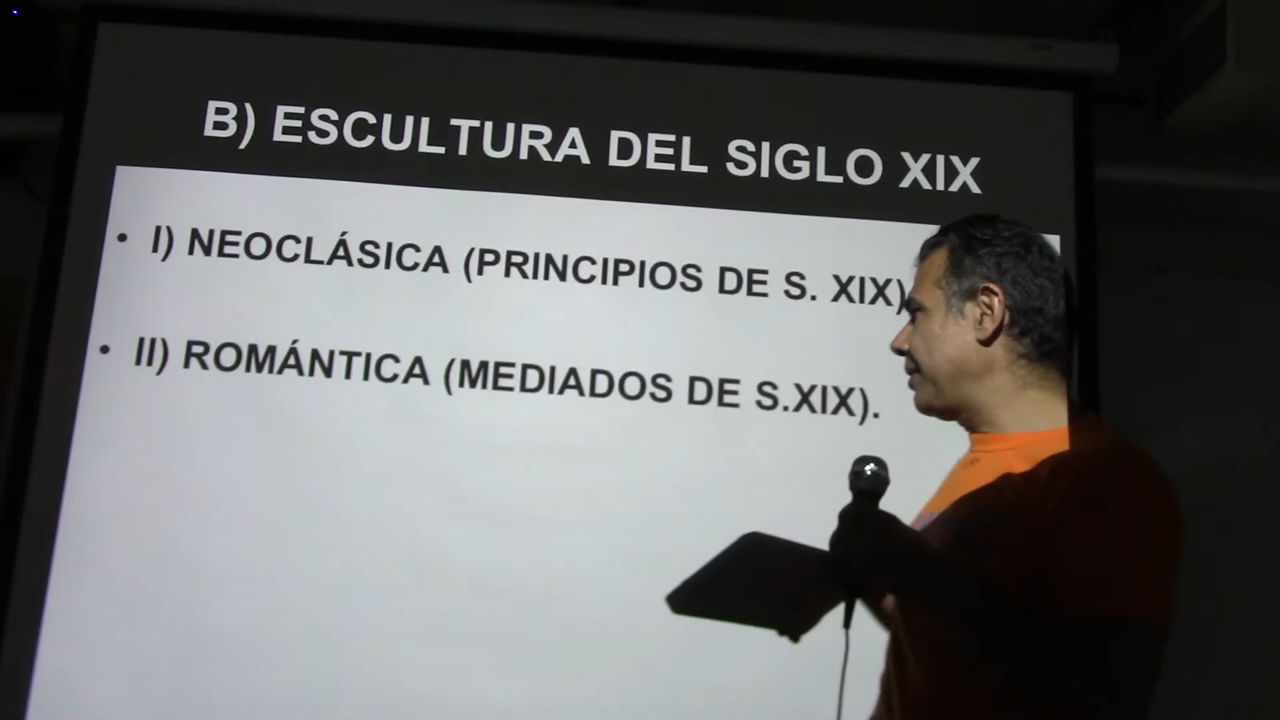 B) ESCULTURA DEL SIGLO XIX
• I) NEOCLÁSICA (PRINCIPIOS DE S. XIX)
• II) ROMÁNTICA (MEDIADOS DE S.XIX).